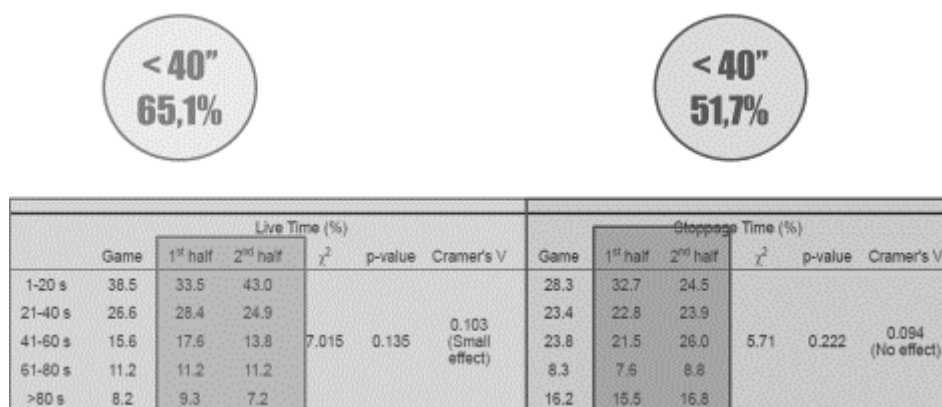 < 40”
65,1%
< 40”
51,7%
Live Time (%) Stoppage Time (%)
Game 1st half 2nd half χ2 p-value Cramer's V Game 1st half 2nd half χ2 p-value Cramer's V
1-20 s 38.5 33.5 43.0 28.3 32.7 24.5
21-40 s 26.6 28.4 24.9 23.4 22.8 23.9
41-60 s 15.6 17.6 13.8 7.015 0.135 0.103 (Small effect) 23.8 21.5 26.0 5.71 0.222 0.094 (No effect)
61-80 s 11.2 11.2 11.2 8.3 7.6 8.8
>80 s 8.2 9.3 7.2 16.2 15.5 16.8